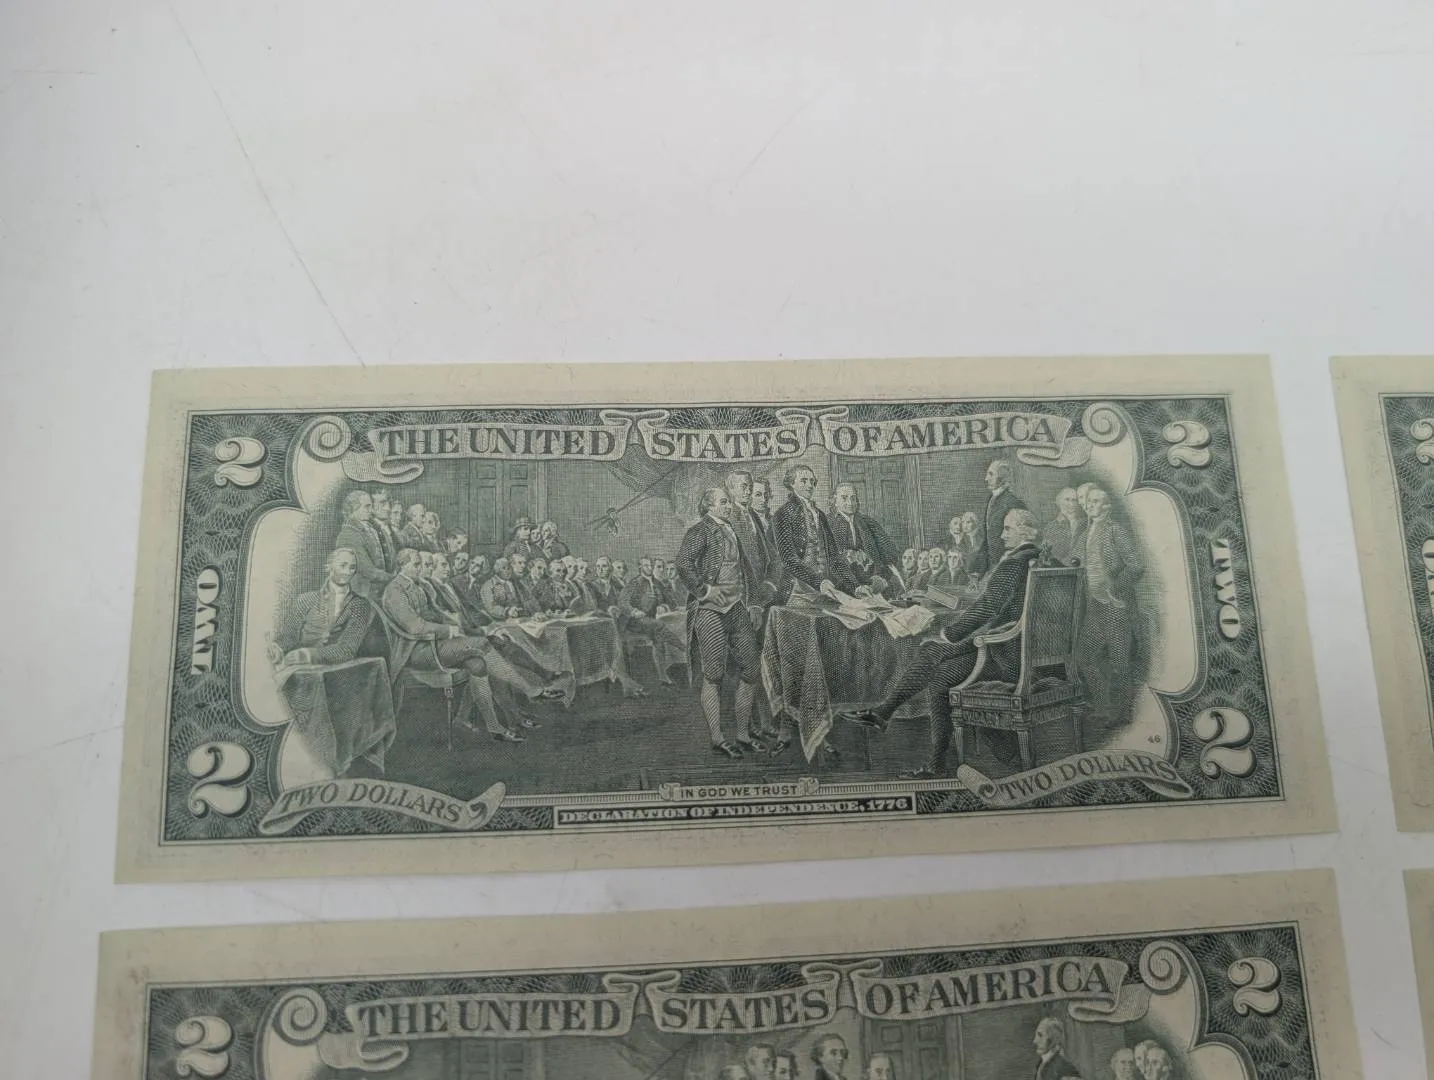 THE UNITED STATES OF AMERICA
2 2
TWO TWO
46
2 2
TWO DOLLARS TWO DOLLARS
IN GOD WE TRUST
DECLARATION OF INDEPENDENCE, 1776
THE UNITED STATES OF AMERICA
2 2